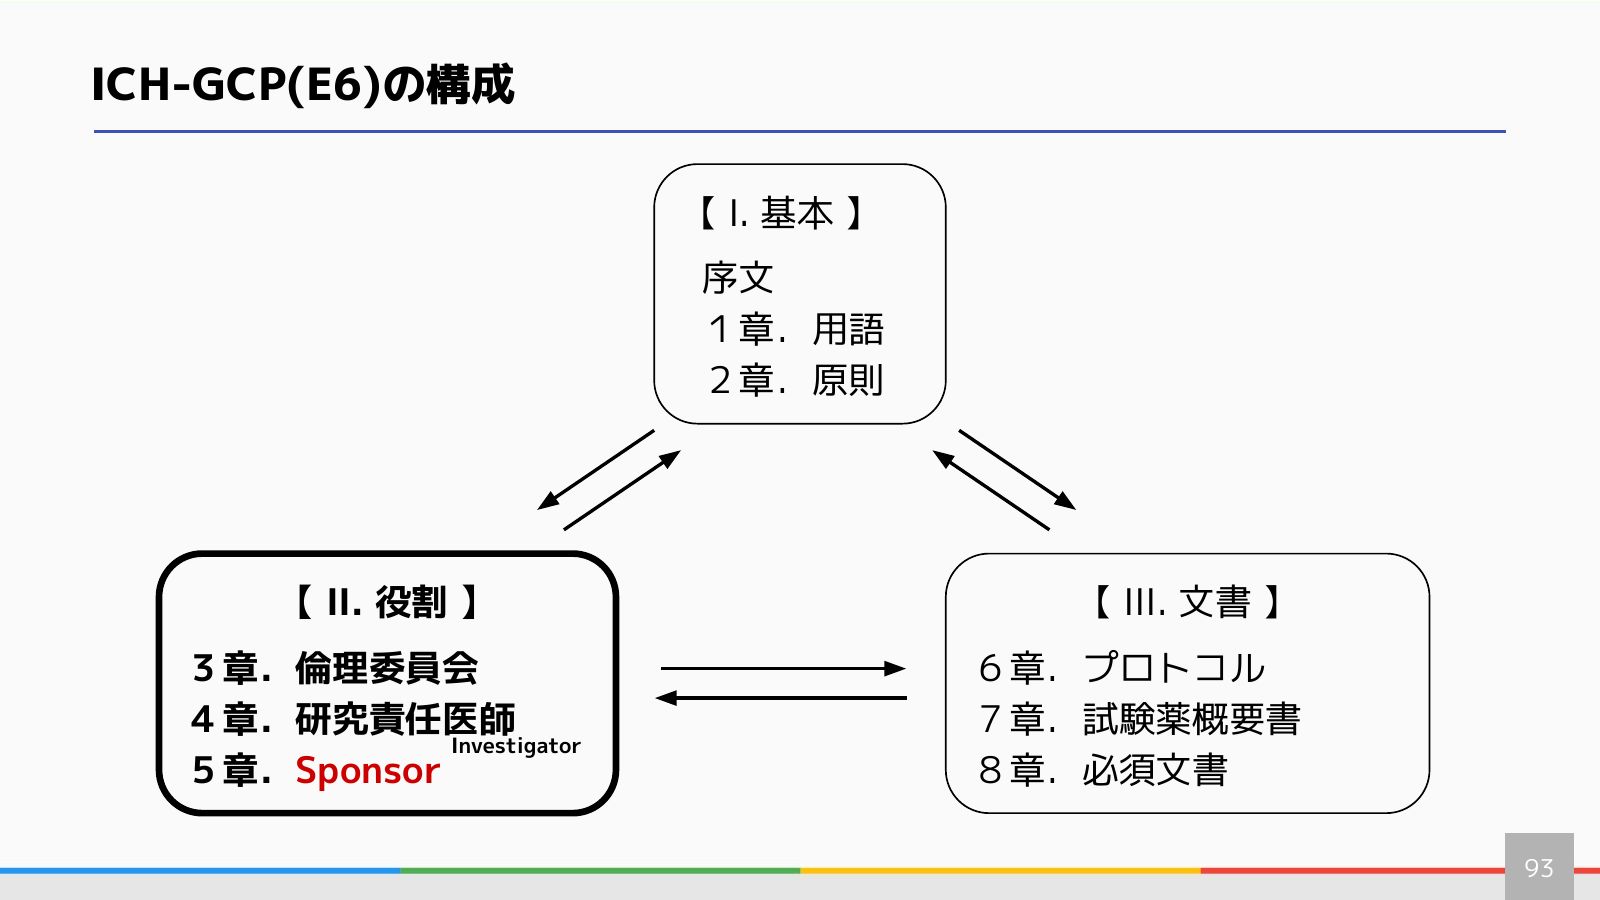 ICH-GCP(E6)の構成
【 I. 基本 】
序文
１章．用語
２章．原則
【 II. 役割 】
３章．倫理委員会
４章．研究責任医師
Investigator
５章．Sponsor
【 III. 文書 】
６章．プロトコル
７章．試験薬概要書
８章．必須文書
93